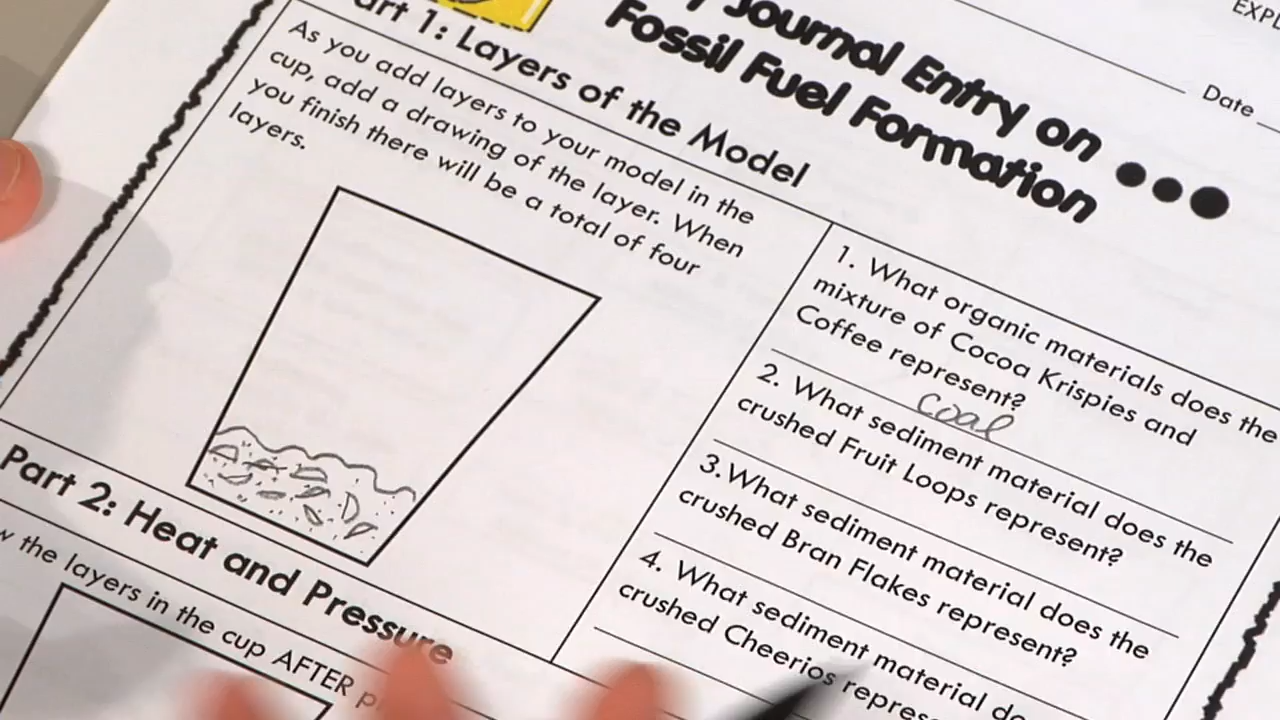 Journal Entry on ●●●
Fossil Fuel Formation
Date
Part 1: Layers of the Model
As you add layers to your model in the
cup, add a drawing of the layer. When
you finish there will be a total of four
layers.
1. What organic materials does the
mixture of Cocoa Krispies and
Coffee represent?
coal
2. What sediment material does the
crushed Fruit Loops represent?
3.What sediment material does the
crushed Bran Flakes represent?
4. What sediment material
crushed Cheerios
Part 2: Heat and Pressure
the layers in the cup AFTER